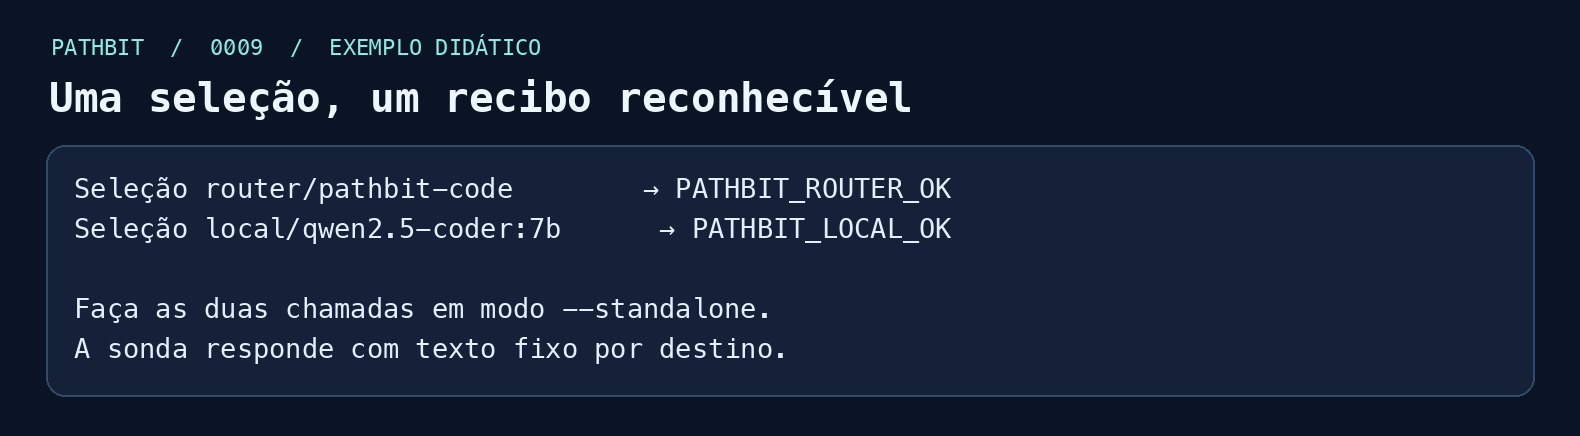 PATHBIT / 0009 / EXEMPLO DIDÁTICO
Uma seleção, um recibo reconhecível
Seleção router/pathbit-code → PATHBIT_ROUTER_OK
Seleção local/qwen2.5-coder:7b → PATHBIT_LOCAL_OK
Faça as duas chamadas em modo --standalone.
A sonda responde com texto fixo por destino.